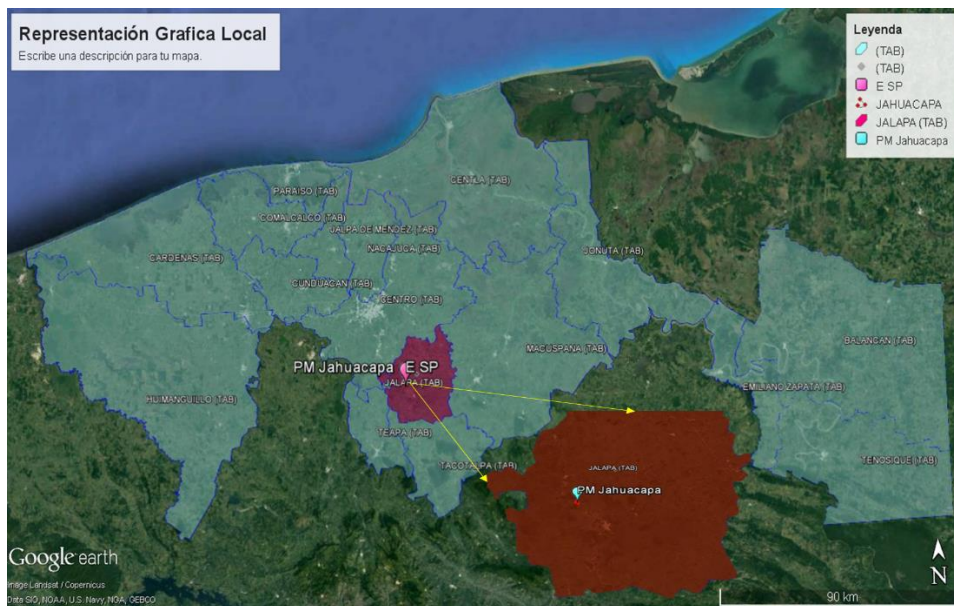 Representación Grafica Local
Escribe una descripción para tu mapa.
Leyenda
(TAB)
(TAB)
E SP
JAHUACAPA
JALAPA (TAB)
PM Jahuacapa
CENTLA (TAB)
PARAISO (TAB)
COMALCALCO (TAB)
JALPA DE MENDEZ (TAB)
NACAJUCA (TAB)
JONUTA (TAB)
CARDENAS (TAB)
CUNDUACAN (TAB)
CENTRO (TAB)
MACUSPANA (TAB)
BALANCAN (TAB)
PM Jahuacapa E SP
JALAPA (TAB)
EMILIANO ZAPATA (TAB)
HUIMANGUILLO (TAB)
TEAPA (TAB)
TACOTALPA (TAB)
TENOSIQUE (TAB)
JALAPA (TAB)
PM Jahuacapa
Google earth
Image Landsat / Copernicus
Data SIO, NOAA, U.S. Navy, NGA, GEBCO
N
90 km